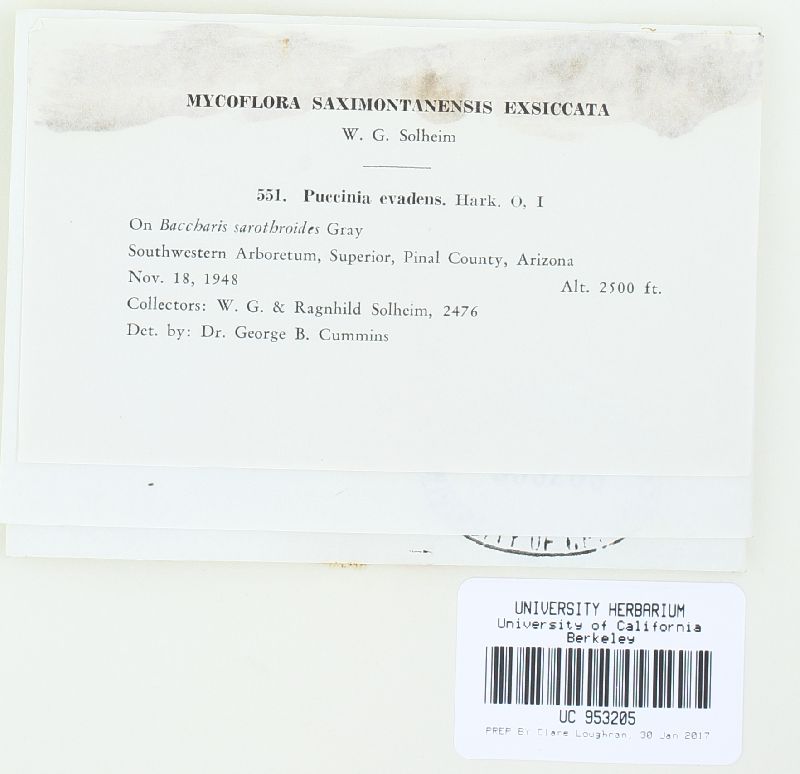 MYCOFLORA SAXIMONTANENSIS EXSICCATA
W. G. Solheim
551. Puccinia evadens. Hark. O, I
On Baccharis sarothroides Gray
Southwestern Arboretum, Superior, Pinal County, Arizona
Nov. 18, 1948 Alt. 2500 ft.
Collectors: W. G. & Ragnhild Solheim, 2476
Det. by: Dr. George B. Cummins
OF
UNIVERSITY HERBARIUM
University of California
Berkeley
UC 953205
PREP BY Clare Loughran, 30 Jan 2017